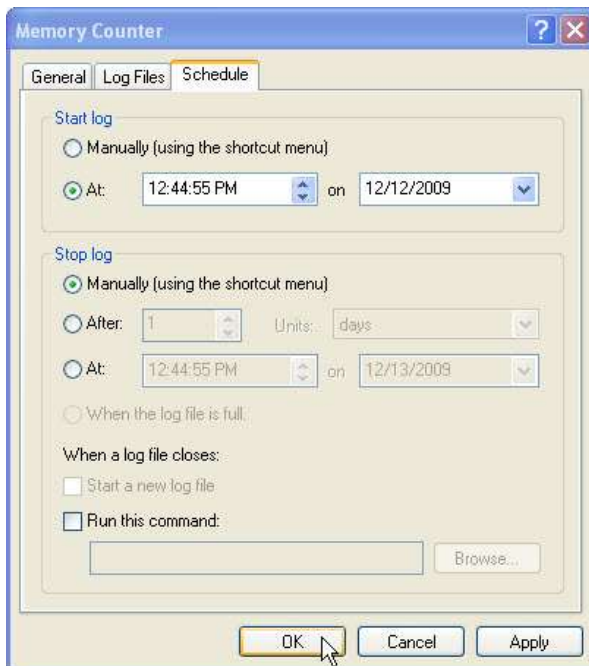 Memory Counter
General Log Files Schedule
Start log
Manually (using the shortcut menu)
At: 12:44:55 PM on 12/12/2009
Stop log
Manually (using the shortcut menu)
After: 1 Units: days
At: 12:44:55 PM on 12/13/2009
When the log file is full.
When a log file closes:
Start a new log file
Run this command:
Browse...
OK Cancel Apply